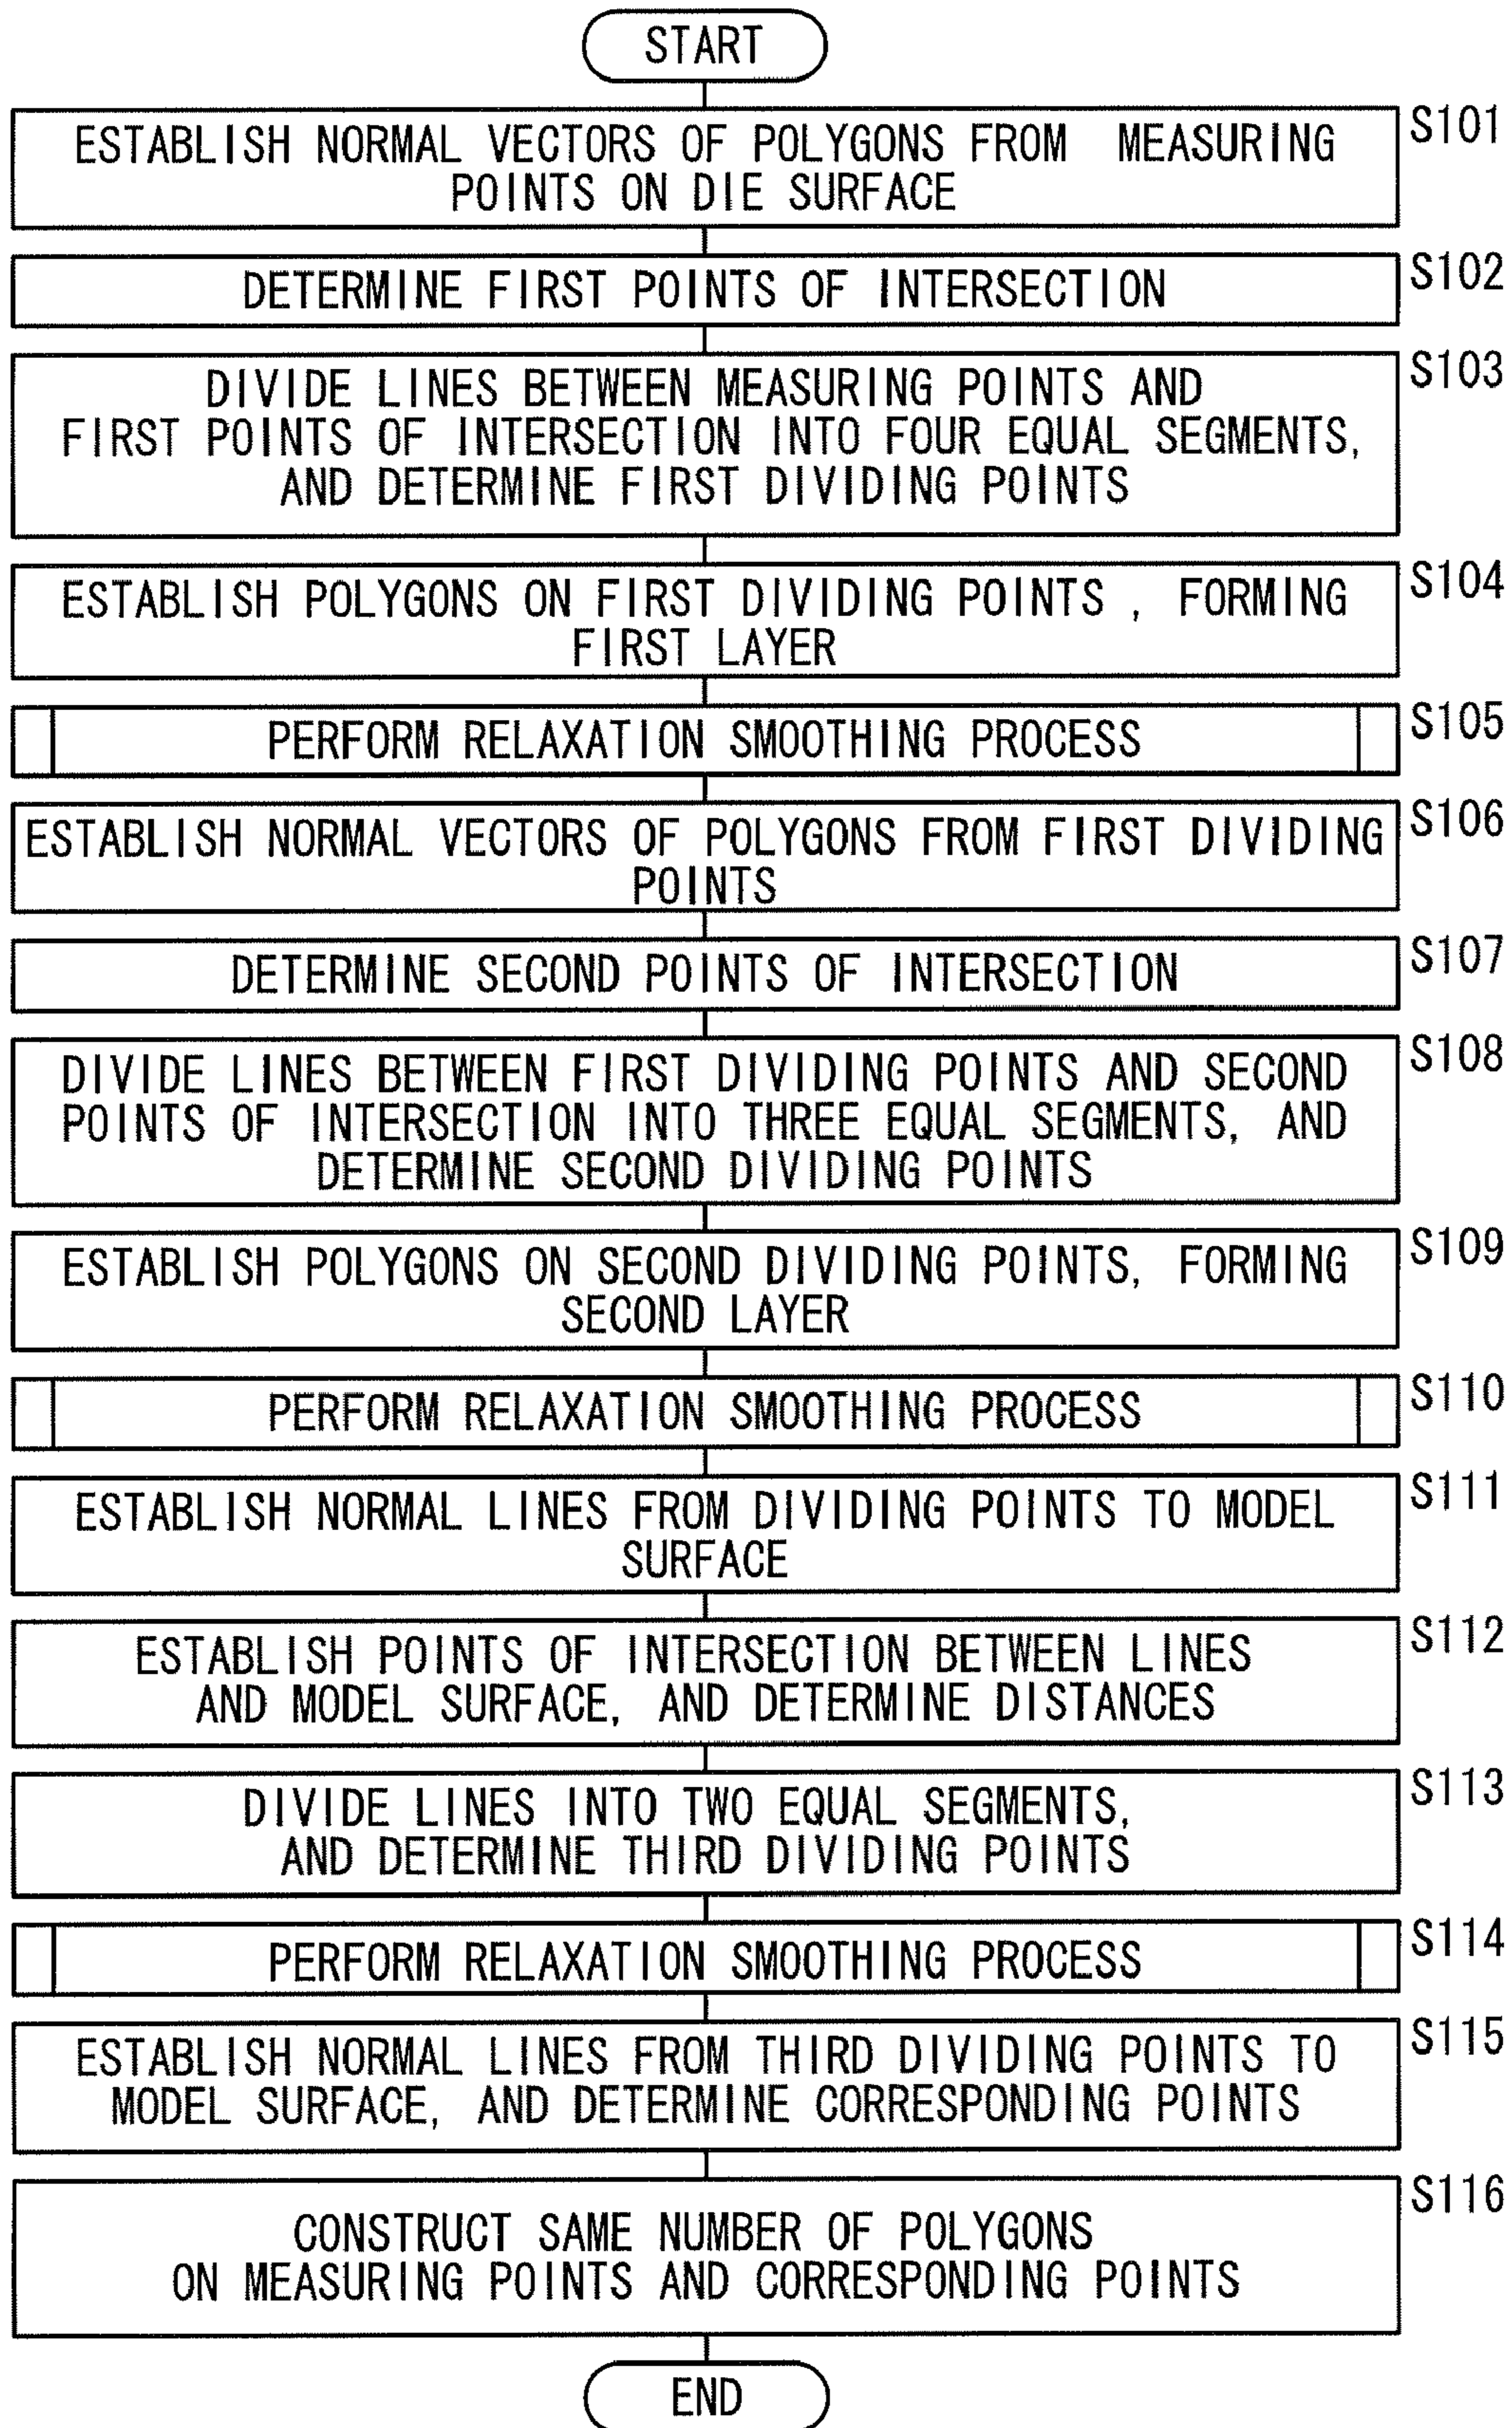 START
S101
ESTABLISH NORMAL VECTORS OF POLYGONS FROM MEASURING
POINTS ON DIE SURFACE
S102
DETERMINE FIRST POINTS OF INTERSECTION
S103
DIVIDE LINES BETWEEN MEASURING POINTS AND
FIRST POINTS OF INTERSECTION INTO FOUR EQUAL SEGMENTS,
AND DETERMINE FIRST DIVIDING POINTS
S104
ESTABLISH POLYGONS ON FIRST DIVIDING POINTS , FORMING
FIRST LAYER
S105
PERFORM RELAXATION SMOOTHING PROCESS
S106
ESTABLISH NORMAL VECTORS OF POLYGONS FROM FIRST DIVIDING
POINTS
S107
DETERMINE SECOND POINTS OF INTERSECTION
S108
DIVIDE LINES BETWEEN FIRST DIVIDING POINTS AND SECOND
POINTS OF INTERSECTION INTO THREE EQUAL SEGMENTS, AND
DETERMINE SECOND DIVIDING POINTS
S109
ESTABLISH POLYGONS ON SECOND DIVIDING POINTS, FORMING
SECOND LAYER
S110
PERFORM RELAXATION SMOOTHING PROCESS
S111
ESTABLISH NORMAL LINES FROM DIVIDING POINTS TO MODEL
SURFACE
S112
ESTABLISH POINTS OF INTERSECTION BETWEEN LINES
AND MODEL SURFACE, AND DETERMINE DISTANCES
S113
DIVIDE LINES INTO TWO EQUAL SEGMENTS,
AND DETERMINE THIRD DIVIDING POINTS
S114
PERFORM RELAXATION SMOOTHING PROCESS
S115
ESTABLISH NORMAL LINES FROM THIRD DIVIDING POINTS TO
MODEL SURFACE, AND DETERMINE CORRESPONDING POINTS
S116
CONSTRUCT SAME NUMBER OF POLYGONS
ON MEASURING POINTS AND CORRESPONDING POINTS
END